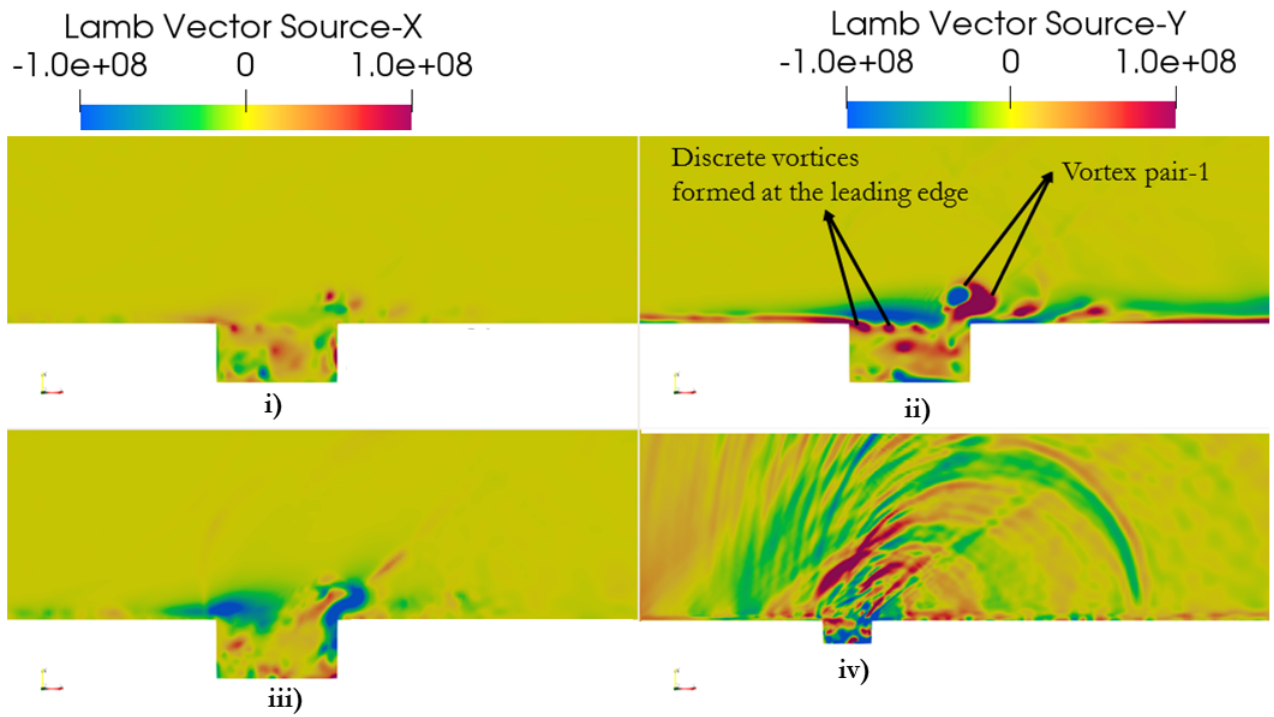 Lamb Vector Source-X
-1.0e+08 0 1.0e+08
Lamb Vector Source-Y
-1.0e+08 0 1.0e+08
Discrete vortices
formed at the leading edge
Vortex pair-1
i)
ii)
iii)
iv)